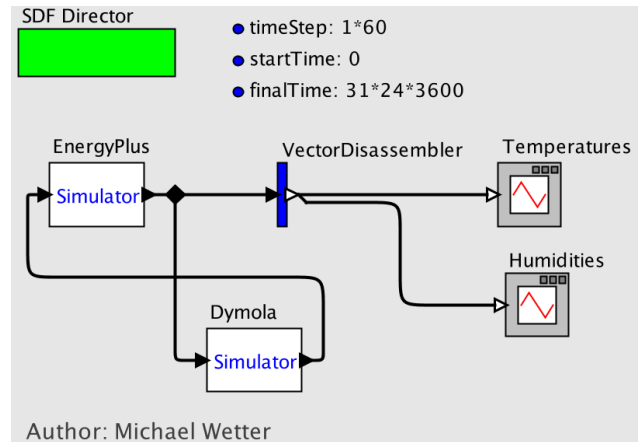 SDF Director
timeStep: 1*60
startTime: 0
finalTime: 31*24*3600
EnergyPlus
VectorDisassembler
Temperatures
Simulator
Humidities
Dymola
Simulator
Author: Michael Wetter